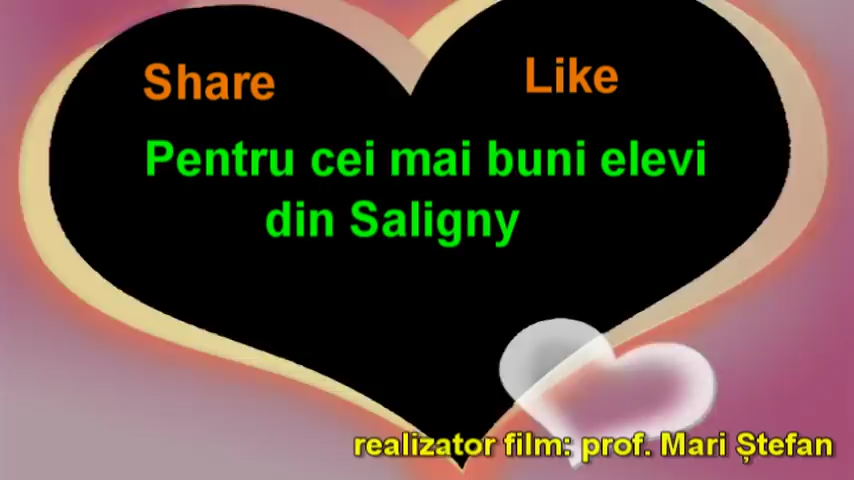 Share Like
Pentru cei mai buni elevi
din Saligny
realizator film: prof. Mari Ștefan